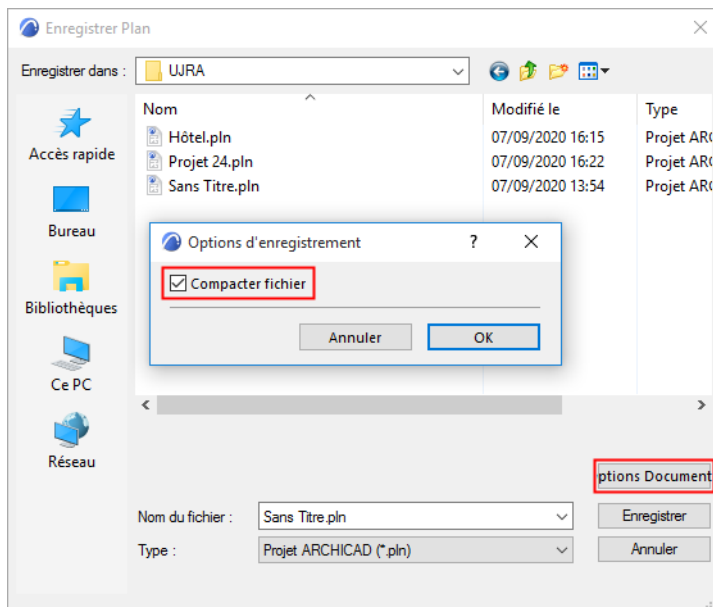 Enregistrer Plan
Enregistrer dans : UJRA
Nom Modifié le Type
Hôtel.pln 07/09/2020 16:15 Projet AR
Projet 24.pln 07/09/2020 16:22 Projet AR
Sans Titre.pln 07/09/2020 13:54 Projet AR
Accès rapide
Bureau
Bibliothèques
Ce PC
Réseau
Options d'enregistrement ?
Compacter fichier
Annuler OK
ptions Document
Nom du fichier : Sans Titre.pln Enregistrer
Type : Projet ARCHICAD (*.pln) Annuler